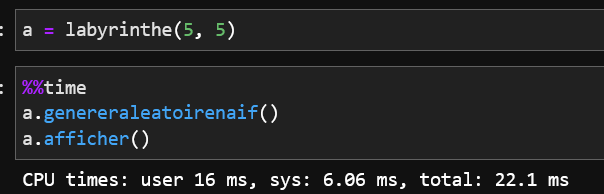 : a = labyrinthe(5, 5)
: %%time
a.genereraleatoirenaif()
a.afficher()
CPU times: user 16 ms, sys: 6.06 ms, total: 22.1 ms